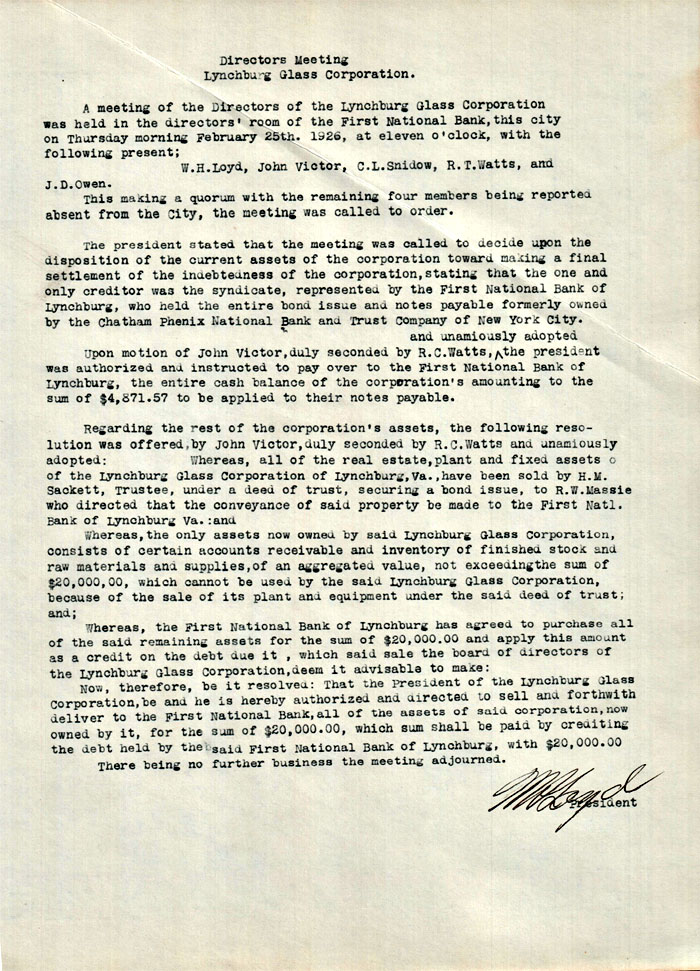 Directors Meeting
Lynchburg Glass Corporation.
A meeting of the Directors of the Lynchburg Glass Corporation
was held in the directors' room of the First National Bank,this city
on Thursday morning February 25th. 1926, at eleven o'clock, with the
following present;
W.H.Loyd, John Victor, C.L.Snidow, R.T.Watts, and
J.D.Owen.
This making a quorum with the remaining four members being reported
absent from the City, the meeting was called to order.
The president stated that the meeting was called to decide upon the
disposition of the current assets of the corporation toward making a final
settlement of the indebtedness of the corporation,stating that the one and
only creditor was the syndicate, represented by the First National Bank of
Lynchburg, who held the entire bond issue and notes payable formerly owned
by the Chatham Phenix National Bank and Trust Company of New York City.
and unamiously adopted
Upon motion of John Victor,duly seconded by R.C.Watts,^the president
was authorized and instructed to pay over to the First National Bank of
Lynchburg, the entire cash balance of the corporation's amounting to the
sum of $4,871.57 to be applied to their notes payable.
Regarding the rest of the corporation's assets, the following reso-
lution was offered,by John Victor,duly seconded by R.C.Watts and unamiously
adopted: Whereas, all of the real estate,plant and fixed assets o
of the Lynchburg Glass Corporation of Lynchburg,Va.,have been sold by H.M.
Sackett, Trustee, under a deed of trust, securing a bond issue, to R.W.Massie
who directed that the conveyance of said property be made to the First Natl.
Bank of Lynchburg Va.:and
Whereas,the only assets now owned by said Lynchburg Glass Corporation,
consists of certain accounts receivable and inventory of finished stock and
raw materials and supplies,of an aggregated value, not exceedingthe sum of
$20,000,00, which cannot be used by the said Lynchburg Glass Corporation,
because of the sale of its plant and equipment under the said deed of trust;
and;
Whereas, the First National Bank of Lynchburg has agreed to purchase all
of the said remaining assets for the sum of $20,000.00 and apply this amount
as a credit on the debt due it , which said sale the board of directors of
the Lynchburg Glass Corporation,deem it advisable to make:
Now, therefore, be it resolved: That the President of the Lynchburg Glass
Corporation,be and he is hereby authorized and directed to sell and forthwith
deliver to the First National Bank,all of the assets of said corporation,now
owned by it, for the sum of $20,000.00, which sum shall be paid by crediting
the debt held by the said First National Bank of Lynchburg, with $20,000.00
There being no further business the meeting adjourned.
WHLoyd
President